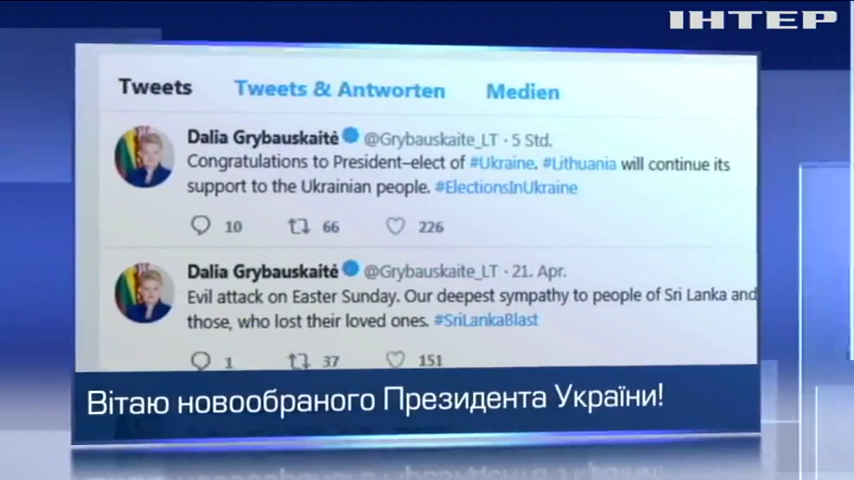 ІНТЕР
Tweets Tweets & Antworten Medien
Dalia Grybauskaitė @Grybauskaite_LT · 5 Std.
Congratulations to President–elect of #Ukraine. #Lithuania will continue its
support to the Ukrainian people. #ElectionsInUkraine
10 66 226
Dalia Grybauskaitė @Grybauskaite_LT · 21. Apr.
Evil attack on Easter Sunday. Our deepest sympathy to people of Sri Lanka and
those, who lost their loved ones. #SriLankaBlast
1 37 151
Вітаю новообраного Президента України!